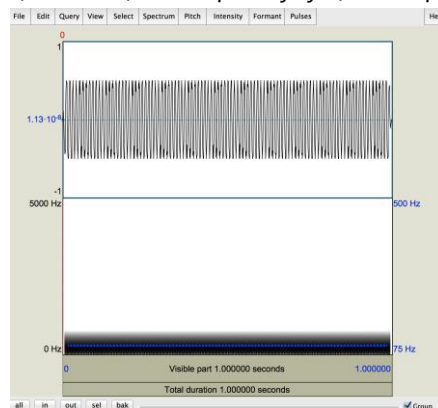 File Edit Query View Select Spectrum Pitch Intensity Formant Pulses
0
1
1.13·10
-1
5000 Hz 500 Hz
0 Hz 75 Hz
0 Visible part 1.000000 seconds 1.000000
Total duration 1.000000 seconds
all in out sel bak Group